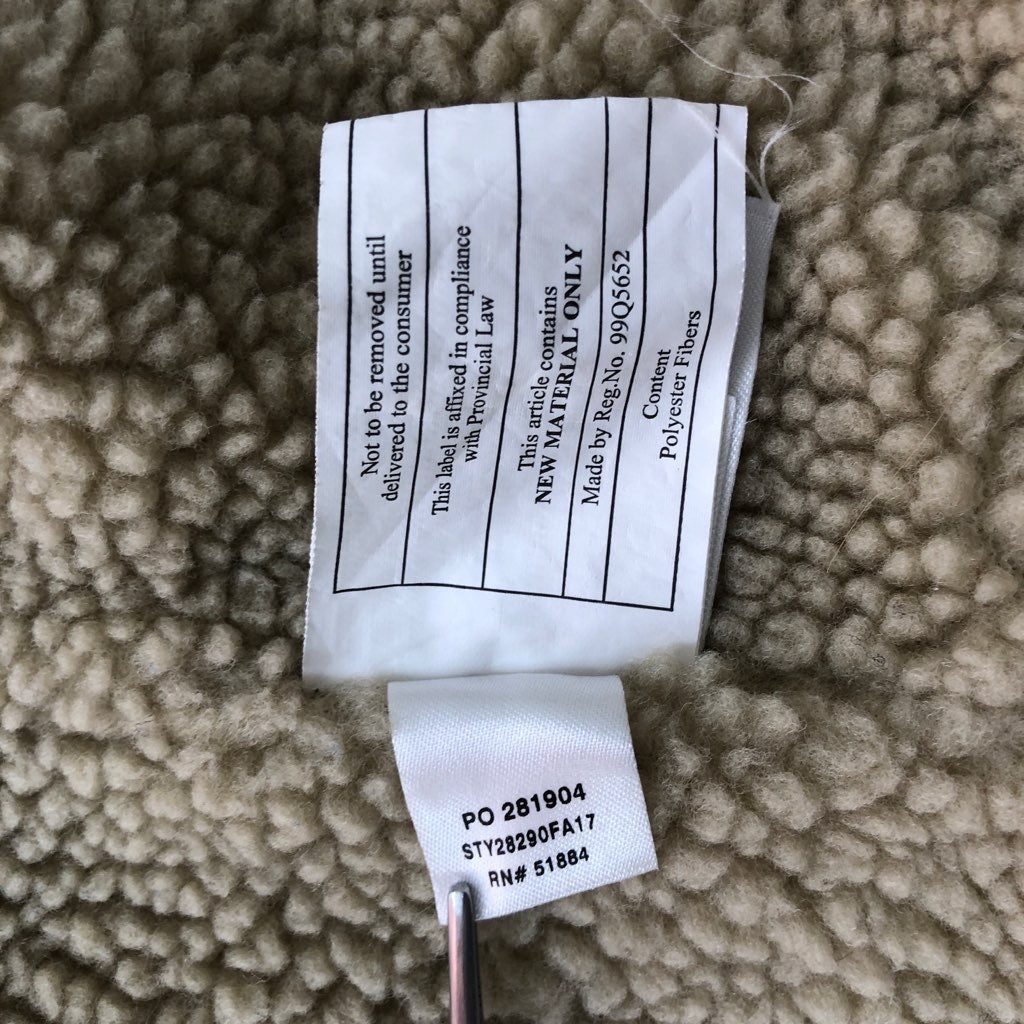 Not to be removed until
delivered to the consumer
This label is affixed in compliance
with Provincial Law
This article contains
NEW MATERIAL ONLY
Made by Reg.No. 99Q5652
Content
Polyester Fibers
PO 281904
STY28290FA17
RN# 51884